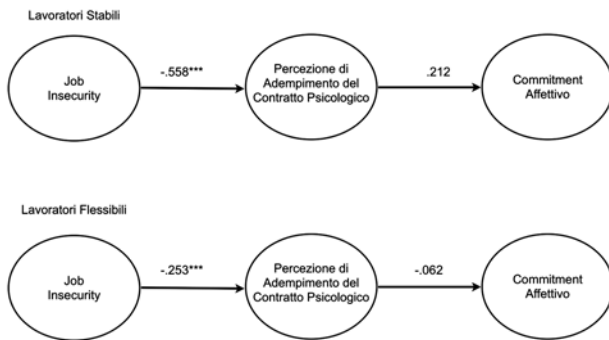 Lavoratori Stabili
Job
Insecurity
-.558***
Percezione di
Adempimento del
Contratto Psicologico
.212
Commitment
Affettivo
Lavoratori Flessibili
Job
Insecurity
-.253***
Percezione di
Adempimento del
Contratto Psicologico
-.062
Commitment
Affettivo